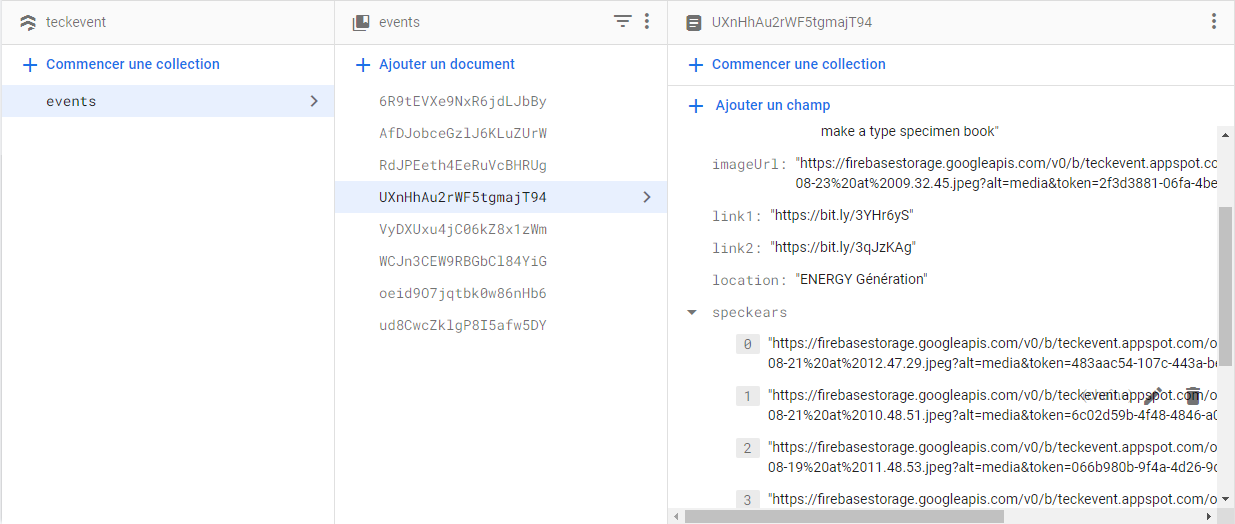 teckevent
Commencer une collection
events
events
Ajouter un document
6R9tEVXe9NxR6jdLJbBy
AfDJobceGzlJ6KLuZUrW
RdJPEeth4EeRuVcBHRUg
UXnHhAu2rWF5tgmajT94
VyDXUxu4jC06kZ8x1zWm
WCJn3CEW9RBGbCl84YiG
oeid9O7jqtbk0w86nHb6
ud8CwcZklgP8I5afw5DY
UXnHhAu2rWF5tgmajT94
Commencer une collection
Ajouter un champ
make a type specimen book"
imageUrl: "https://firebasestorage.googleapis.com/v0/b/teckevent.appspot.co
08-23%20at%2009.32.45.jpeg?alt=media&token=2f3d3881-06fa-4be
link1: "https://bit.ly/3YHr6yS"
link2: "https://bit.ly/3qJzKAg"
location: "ENERGY Génération"
speckears
0 "https://firebasestorage.googleapis.com/v0/b/teckevent.appspot.com/o
08-21%20at%2012.47.29.jpeg?alt=media&token=483aac54-107c-443a-be
1 "https://firebasestorage.googleapis.com/v0/b/teckevent.appspot.com/o
08-21%20at%2010.48.51.jpeg?alt=media&token=6c02d59b-4f48-4846-a0
2 "https://firebasestorage.googleapis.com/v0/b/teckevent.appspot.com/o
08-19%20at%2011.48.53.jpeg?alt=media&token=066b980b-9f4a-4d26-9c
3 "https://firebasestorage.googleapis.com/v0/b/teckevent.appspot.com/o